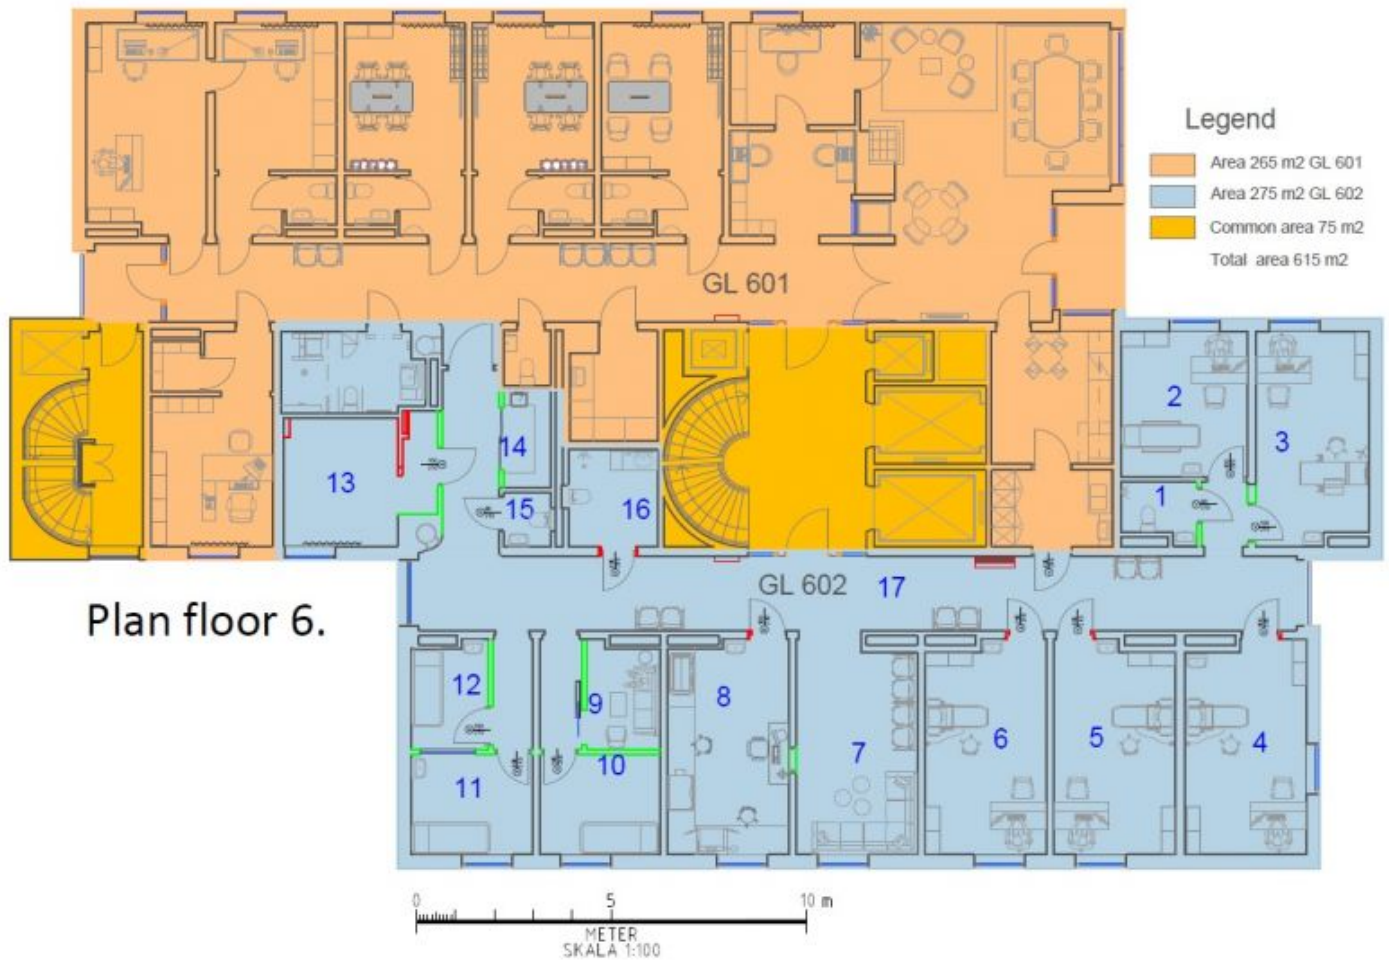 Legend
Area 265 m2 GL 601
Area 275 m2 GL 602
Common area 75 m2
Total area 615 m2
GL 601
2
3
14
13
1
15
16
GL 602
17
Plan floor 6.
12
9
8
7
6
5
4
10
11
0 5 10 m
METER
SKALA 1:100